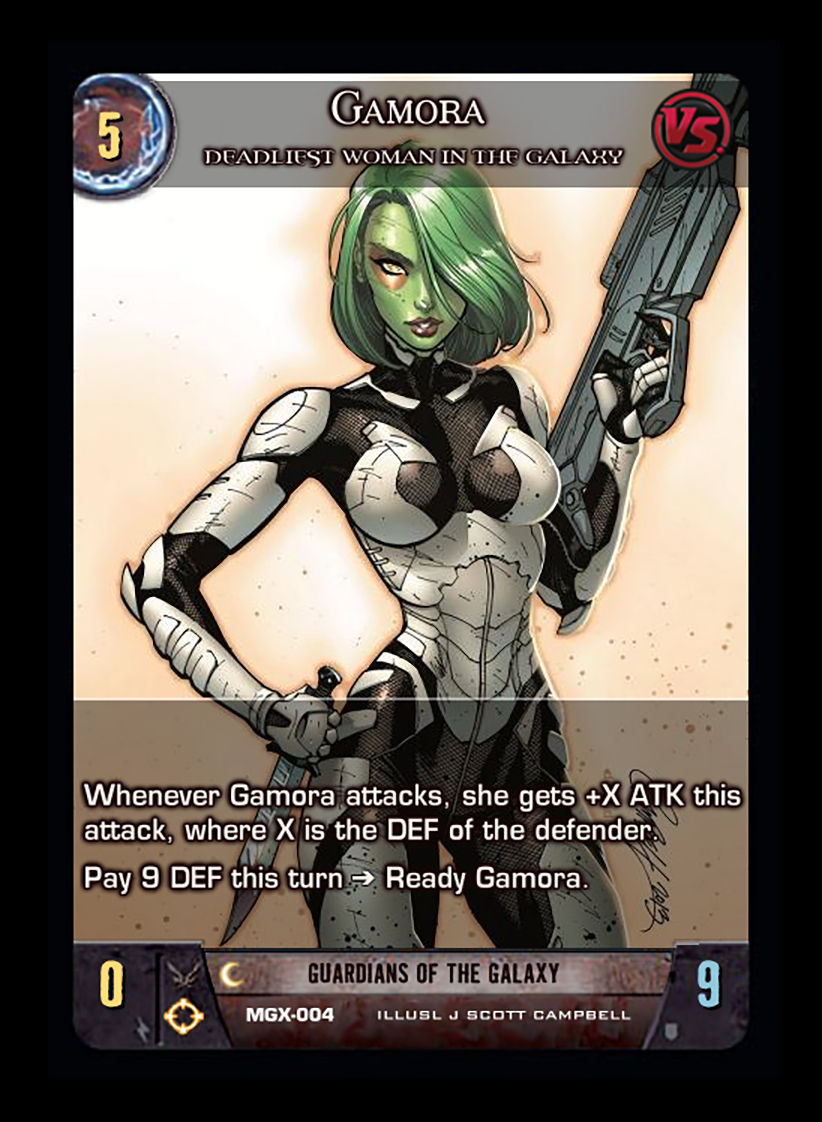 5
GAMORA
VS.
DEADLIEST WOMAN IN THE GALAXY
Whenever Gamora attacks, she gets +X ATK this
attack, where X is the DEF of the defender.
Pay 9 DEF this turn → Ready Gamora.
0
GUARDIANS OF THE GALAXY
9
MGX-004 ILLUSL J SCOTT CAMPBELL